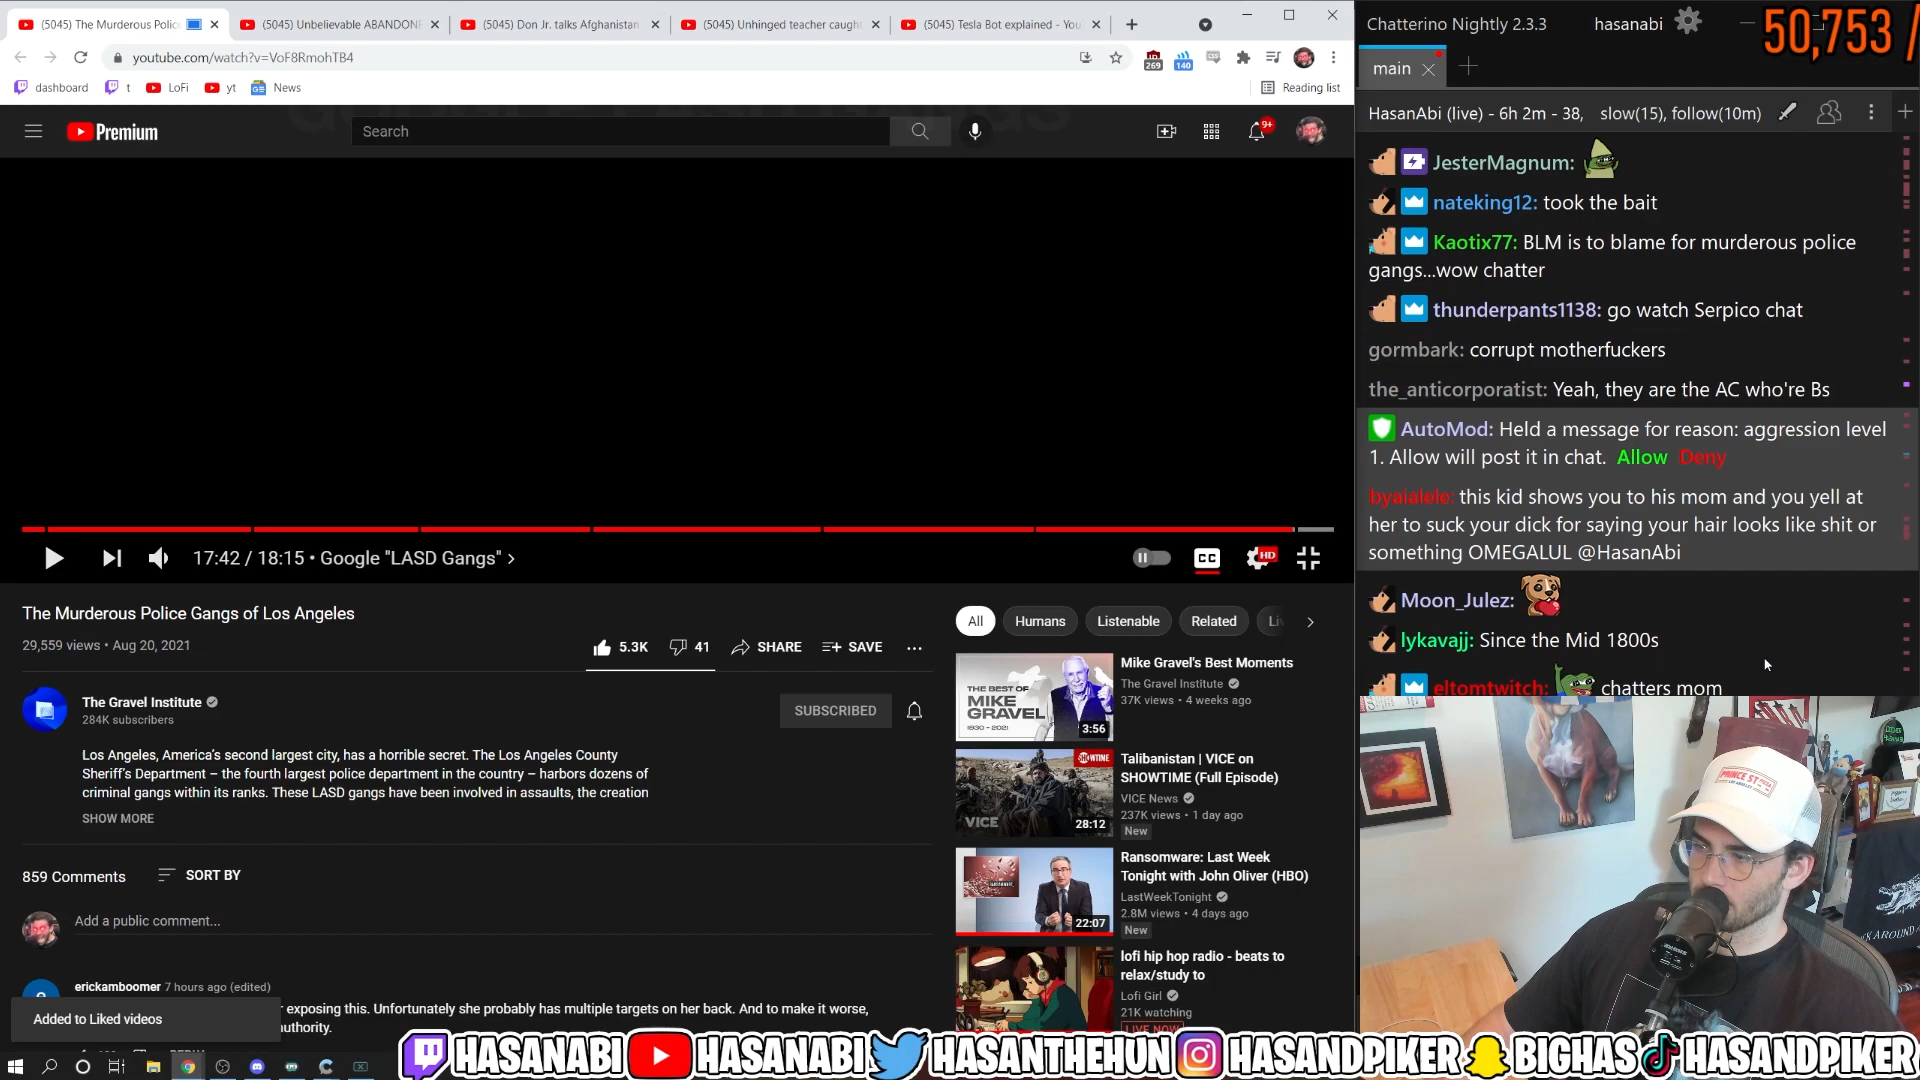 (5045) The Murderous Police
(5045) Unbelievable ABANDONE
(5045) Don Jr. talks Afghanistan
(5045) Unhinged teacher caught
(5045) Tesla Bot explained - You
youtube.com/watch?v=VoF8RmohTB4
269
140
dashboard
t
LoFi
yt
News
Reading list
Premium
Search
9+
17:42 / 18:15 • Google "LASD Gangs" >
CC
HD
The Murderous Police Gangs of Los Angeles
29,559 views • Aug 20, 2021
5.3K
41
SHARE
SAVE
The Gravel Institute
284K subscribers
SUBSCRIBED
Los Angeles, America's second largest city, has a horrible secret. The Los Angeles County
Sheriff's Department – the fourth largest police department in the country – harbors dozens of
criminal gangs within its ranks. These LASD gangs have been involved in assaults, the creation
SHOW MORE
859 Comments
SORT BY
Add a public comment...
erickamboomer 7 hours ago (edited)
exposing this. Unfortunately she probably has multiple targets on her back. And to make it worse,
uthority.
Added to Liked videos
All
Humans
Listenable
Related
Li
THE BEST OF
MIKE
GRAVEL
1930 - 2021
3:56
Mike Gravel's Best Moments
The Gravel Institute
37K views • 4 weeks ago
SHOWTIME
VICE
28:12
Talibanistan | VICE on
SHOWTIME (Full Episode)
VICE News
237K views • 1 day ago
New
22:07
Ransomware: Last Week
Tonight with John Oliver (HBO)
LastWeekTonight
2.8M views • 4 days ago
New
lofi hip hop radio - beats to
relax/study to
Lofi Girl
21K watching
LIVE NOW
Chatterino Nightly 2.3.3
hasanabi
50,753 /
main
HasanAbi (live) - 6h 2m - 38, slow(15), follow(10m)
JesterMagnum:
nateking12: took the bait
Kaotix77: BLM is to blame for murderous police
gangs...wow chatter
thunderpants1138: go watch Serpico chat
gormbark: corrupt motherfuckers
the_anticorporatist: Yeah, they are the AC who're Bs
AutoMod: Held a message for reason: aggression level
1. Allow will post it in chat. Allow Deny
byaialele: this kid shows you to his mom and you yell at
her to suck your dick for saying your hair looks like shit or
something OMEGALUL @HasanAbi
Moon_Julez:
lykavajj: Since the Mid 1800s
eltomtwitch: chatters mom
PRINCE ST
HASANABI
HASANABI
HASANTHEHUN
HASANDPIKER
BIGHAS
HASANDPIKER